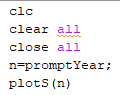 clc
clear all
close all
n=promptYear;
plotS(n)